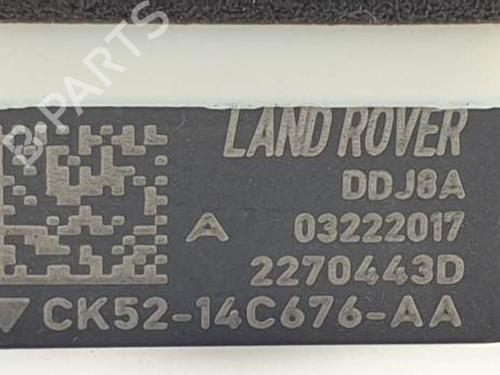 B-PARTS
LAND ROVER
DDJ8A
A 03222017
2270443D
CK52-14C676-AA